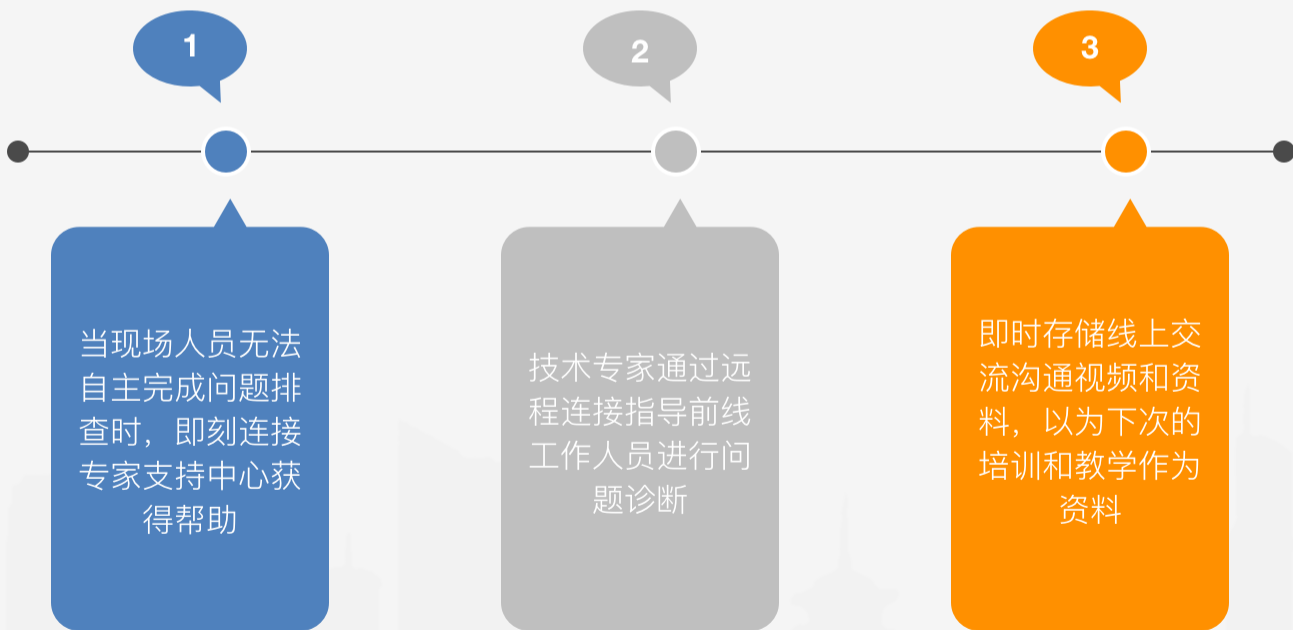 1
2
3
当现场人员无法
自主完成问题排
查时，即刻连接
专家支持中心获
得帮助
技术专家通过远
程连接指导前线
工作人员进行问
题诊断
即时存储线上交
流沟通视频和资
料，以为下次的
培训和教学作为
资料